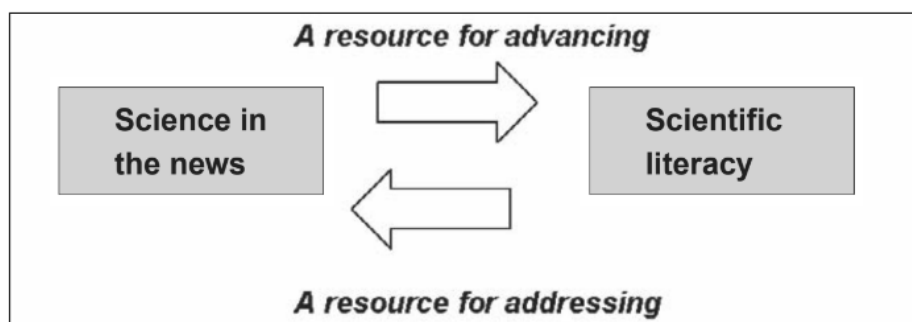 A resource for advancing
Science in
the news
Scientific
literacy
A resource for addressing